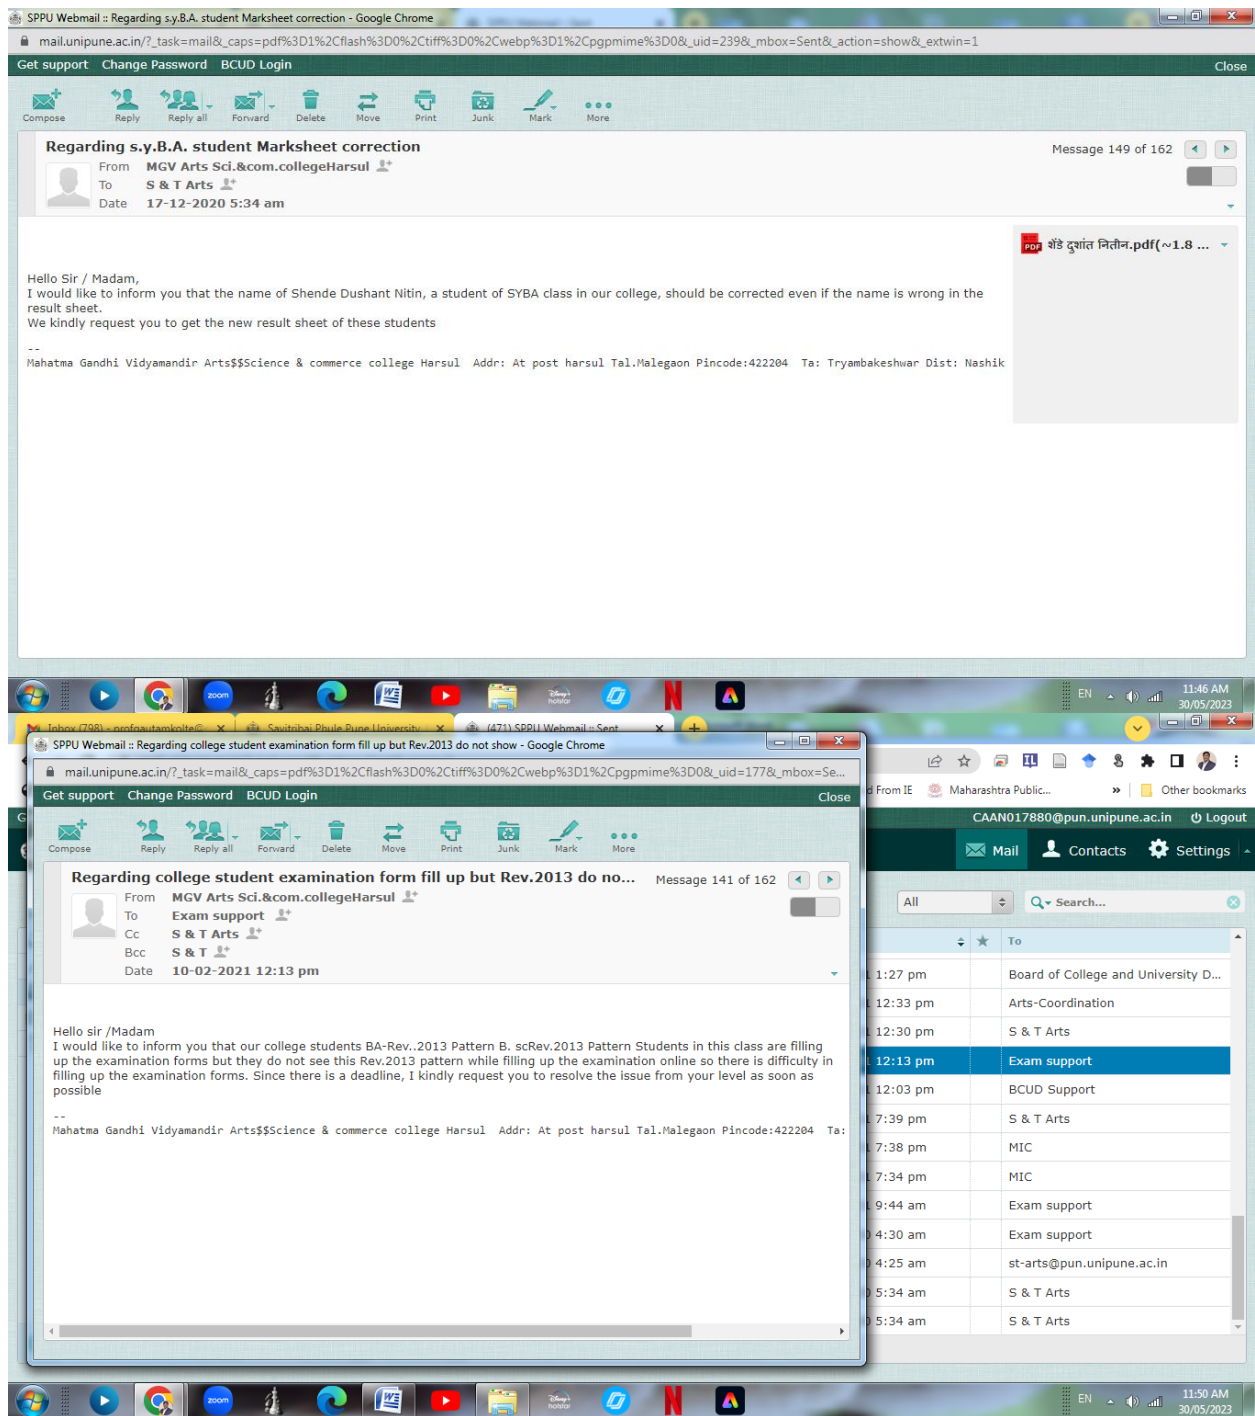 SPPU Webmail :: Regarding s.y.B.A. student Marksheet correction - Google Chrome
mail.unipune.ac.in/?_task=mail&_caps=pdf%3D1%2Cflash%3D0%2Ctiff%3D0%2Cwebp%3D1%2Cpgpmime%3D0&_uid=239&_mbox=Sent&_action=show&_extwin=1
Get support Change Password BCUD Login Close
Compose Reply Reply all Forward Delete Move Print Junk Mark More
Regarding s.y.B.A. student Marksheet correction Message 149 of 162
From MGV Arts Sci.&com.collegeHarsul
To S & T Arts
Date 17-12-2020 5:34 am
शेंडे दुशांत नितीन.pdf(~1.8 ...
Hello Sir / Madam,
I would like to inform you that the name of Shende Dushant Nitin, a student of SYBA class in our college, should be corrected even if the name is wrong in the
result sheet.
We kindly request you to get the new result sheet of these students
--
Mahatma Gandhi Vidyamandir Arts$$Science & commerce college Harsul Addr: At post harsul Tal.Malegaon Pincode:422204 Ta: Tryambakeshwar Dist: Nashik
zoom EN 11:46 AM
30/05/2023
Inbox (798) - profgautamkolte@ Savitribai Phule Pune University (471) SPPU Webmail :: Sent
SPPU Webmail :: Regarding college student examination form fill up but Rev.2013 do not show - Google Chrome
mail.unipune.ac.in/?_task=mail&_caps=pdf%3D1%2Cflash%3D0%2Ctiff%3D0%2Cwebp%3D1%2Cpgpmime%3D0&_uid=177&_mbox=Se...
d From IE Maharashtra Public... » Other bookmarks
Get support Change Password BCUD Login Close
CAAN017880@pun.unipune.ac.in Logout
Mail Contacts Settings
Compose Reply Reply all Forward Delete Move Print Junk Mark More
Regarding college student examination form fill up but Rev.2013 do no... Message 141 of 162
From MGV Arts Sci.&com.collegeHarsul
To Exam support
Cc S & T Arts
Bcc S & T
Date 10-02-2021 12:13 pm
Hello sir /Madam
I would like to inform you that our college students BA-Rev..2013 Pattern B. scRev.2013 Pattern Students in this class are filling
up the examination forms but they do not see this Rev.2013 pattern while filling up the examination online so there is difficulty in
filling up the examination forms. Since there is a deadline, I kindly request you to resolve the issue from your level as soon as
possible
--
Mahatma Gandhi Vidyamandir Arts$$Science & commerce college Harsul Addr: At post harsul Tal.Malegaon Pincode:422204 Ta:
All Search...
To
1:27 pm Board of College and University D...
12:33 pm Arts-Coordination
12:30 pm S & T Arts
12:13 pm Exam support
12:03 pm BCUD Support
7:39 pm S & T Arts
7:38 pm MIC
7:34 pm MIC
9:44 am Exam support
4:30 am Exam support
4:25 am st-arts@pun.unipune.ac.in
5:34 am S & T Arts
5:34 am S & T Arts
zoom EN 11:50 AM
30/05/2023